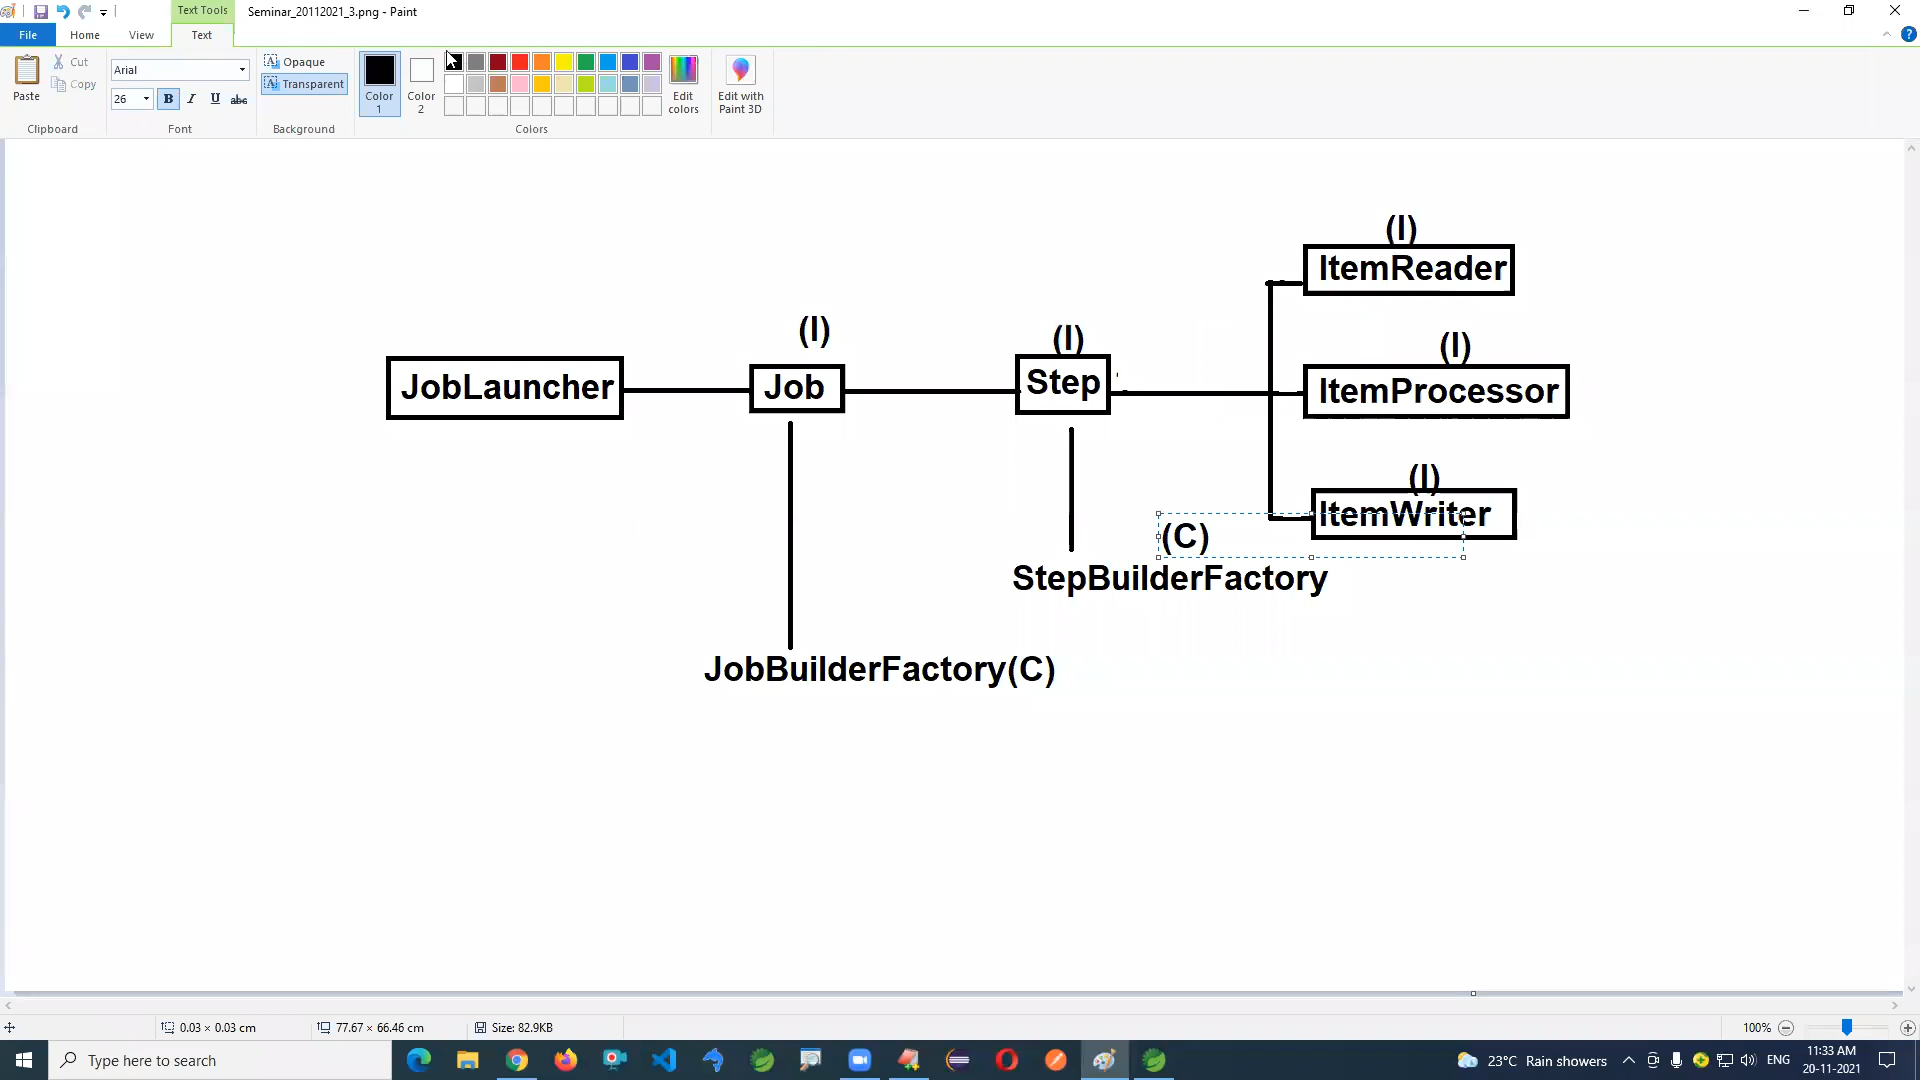 Text Tools
Seminar_20112021_3.png - Paint
File
Home
View
Text
Paste
Cut
Copy
Clipboard
Arial
26
B
I
U
abc
Font
Opaque
Transparent
Background
Color 1
Color 2
Edit colors
Colors
Edit with Paint 3D
(I)
ItemReader
(I)
(I)
(I)
JobLauncher
Job
Step
ItemProcessor
(I)
ItemWriter
(C)
StepBuilderFactory
JobBuilderFactory(C)
0.03 × 0.03 cm
77.67 × 66.46 cm
Size: 82.9KB
100%
Type here to search
23°C Rain showers
ENG
11:33 AM
20-11-2021